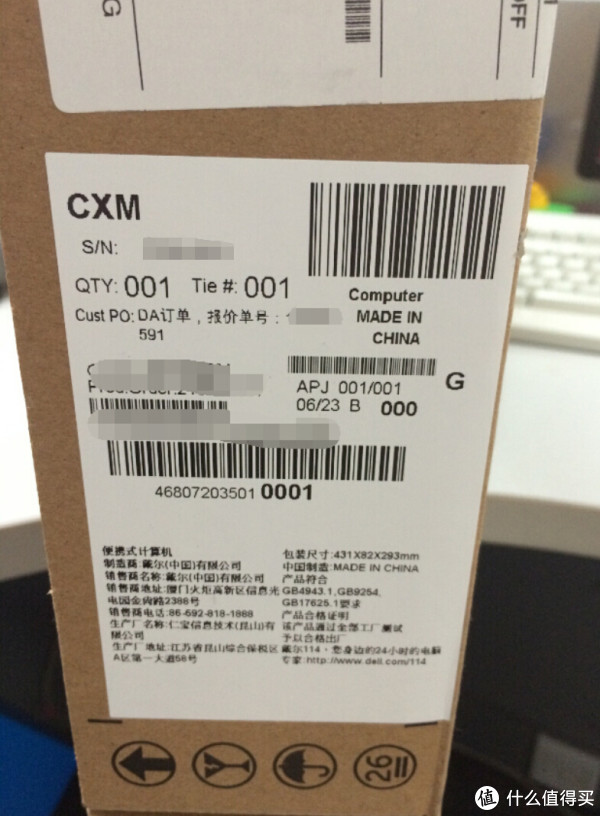 G
OFF
CXM
S/N:
QTY: 001 Tie #: 001
Cust PO: DA订单，报价单号：
591
Computer
MADE IN
CHINA
APJ 001/001
G
06/23 B 000
46807203501 0001
便携式计算机
制造商:戴尔(中国)有限公司
销售商名称:戴尔(中国)有限公司
销售商地址:厦门火炬高新区信息光
电园金尚路2388号
销售商电话:86-592-818-1888
生产厂名称:仁宝信息技术(昆山)有
限公司
生产厂地址:江苏省昆山综合保税区
A区第一大道58号
包装尺寸:431X82X293mm
中国制造:MADE IN CHINA
产品符合
GB4943.1,GB9254,
GB17625.1要求
产品合格证明
该产品通过全部工厂测试
予以合格出厂
戴尔114，您身边的24小时的电脑
专家:http://www.dell.com/114
26
值 什么值得买